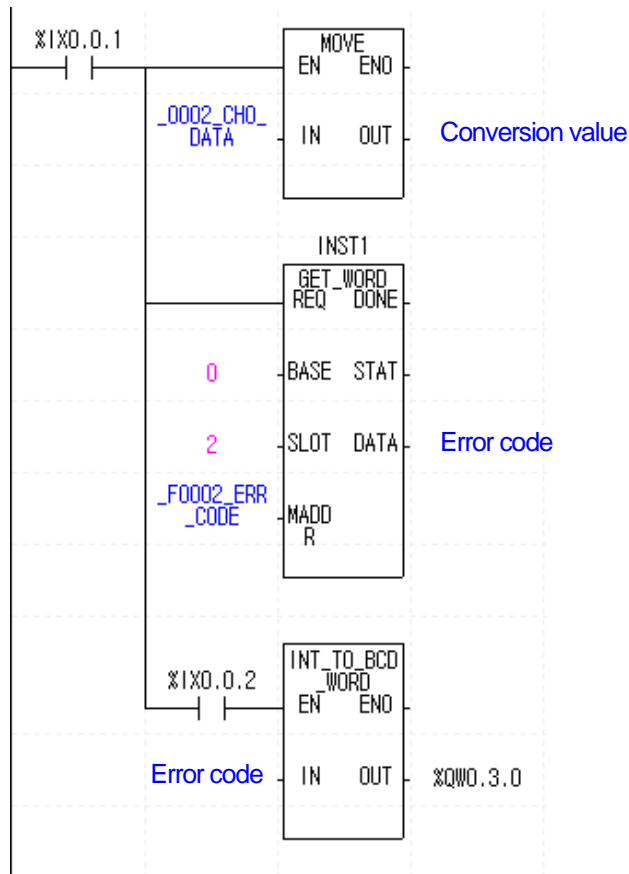 %IX0.0.1
MOVE
EN ENO
_0002_CH0_
DATA
IN OUT
Conversion value
INST1
GET_WORD
REQ DONE
0
BASE STAT
2
SLOT DATA
Error code
_F0002_ERR
_CODE
MADD
R
%IX0.0.2
INT_TO_BCD
_WORD
EN ENO
Error code
IN OUT
%QW0.3.0